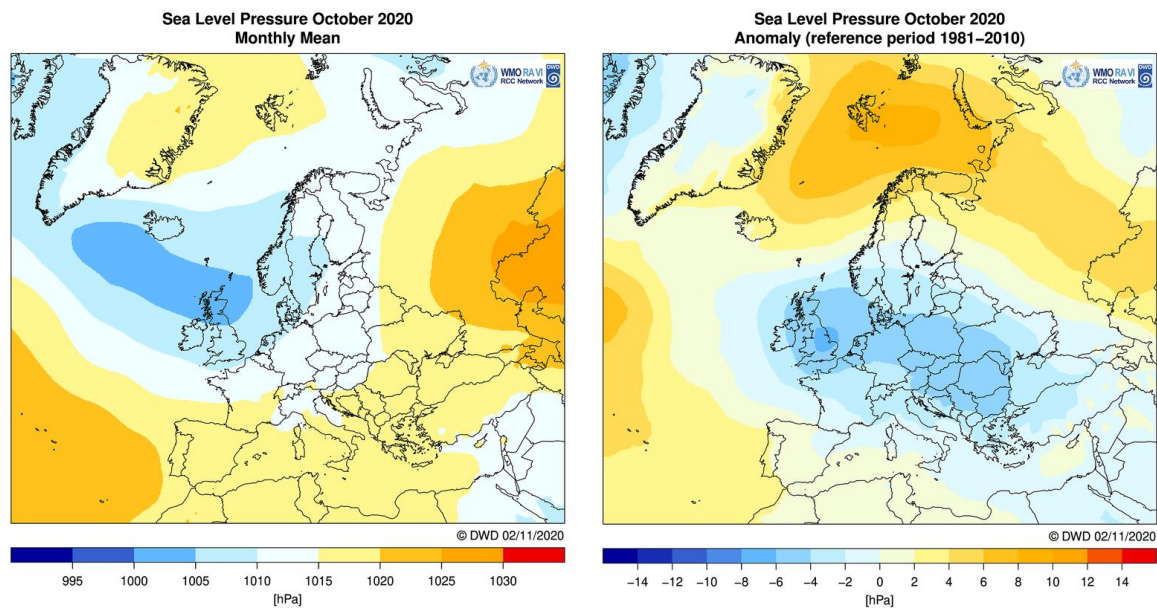 Sea Level Pressure October 2020
Monthly Mean
WMO RA VI
RCC Network
DWD
© DWD 02/11/2020
995 1000 1005 1010 1015 1020 1025 1030
[hPa]
Sea Level Pressure October 2020
Anomaly (reference period 1981−2010)
WMO RA VI
RCC Network
DWD
© DWD 02/11/2020
−14 −12 −10 −8 −6 −4 −2 0 2 4 6 8 10 12 14
[hPa]